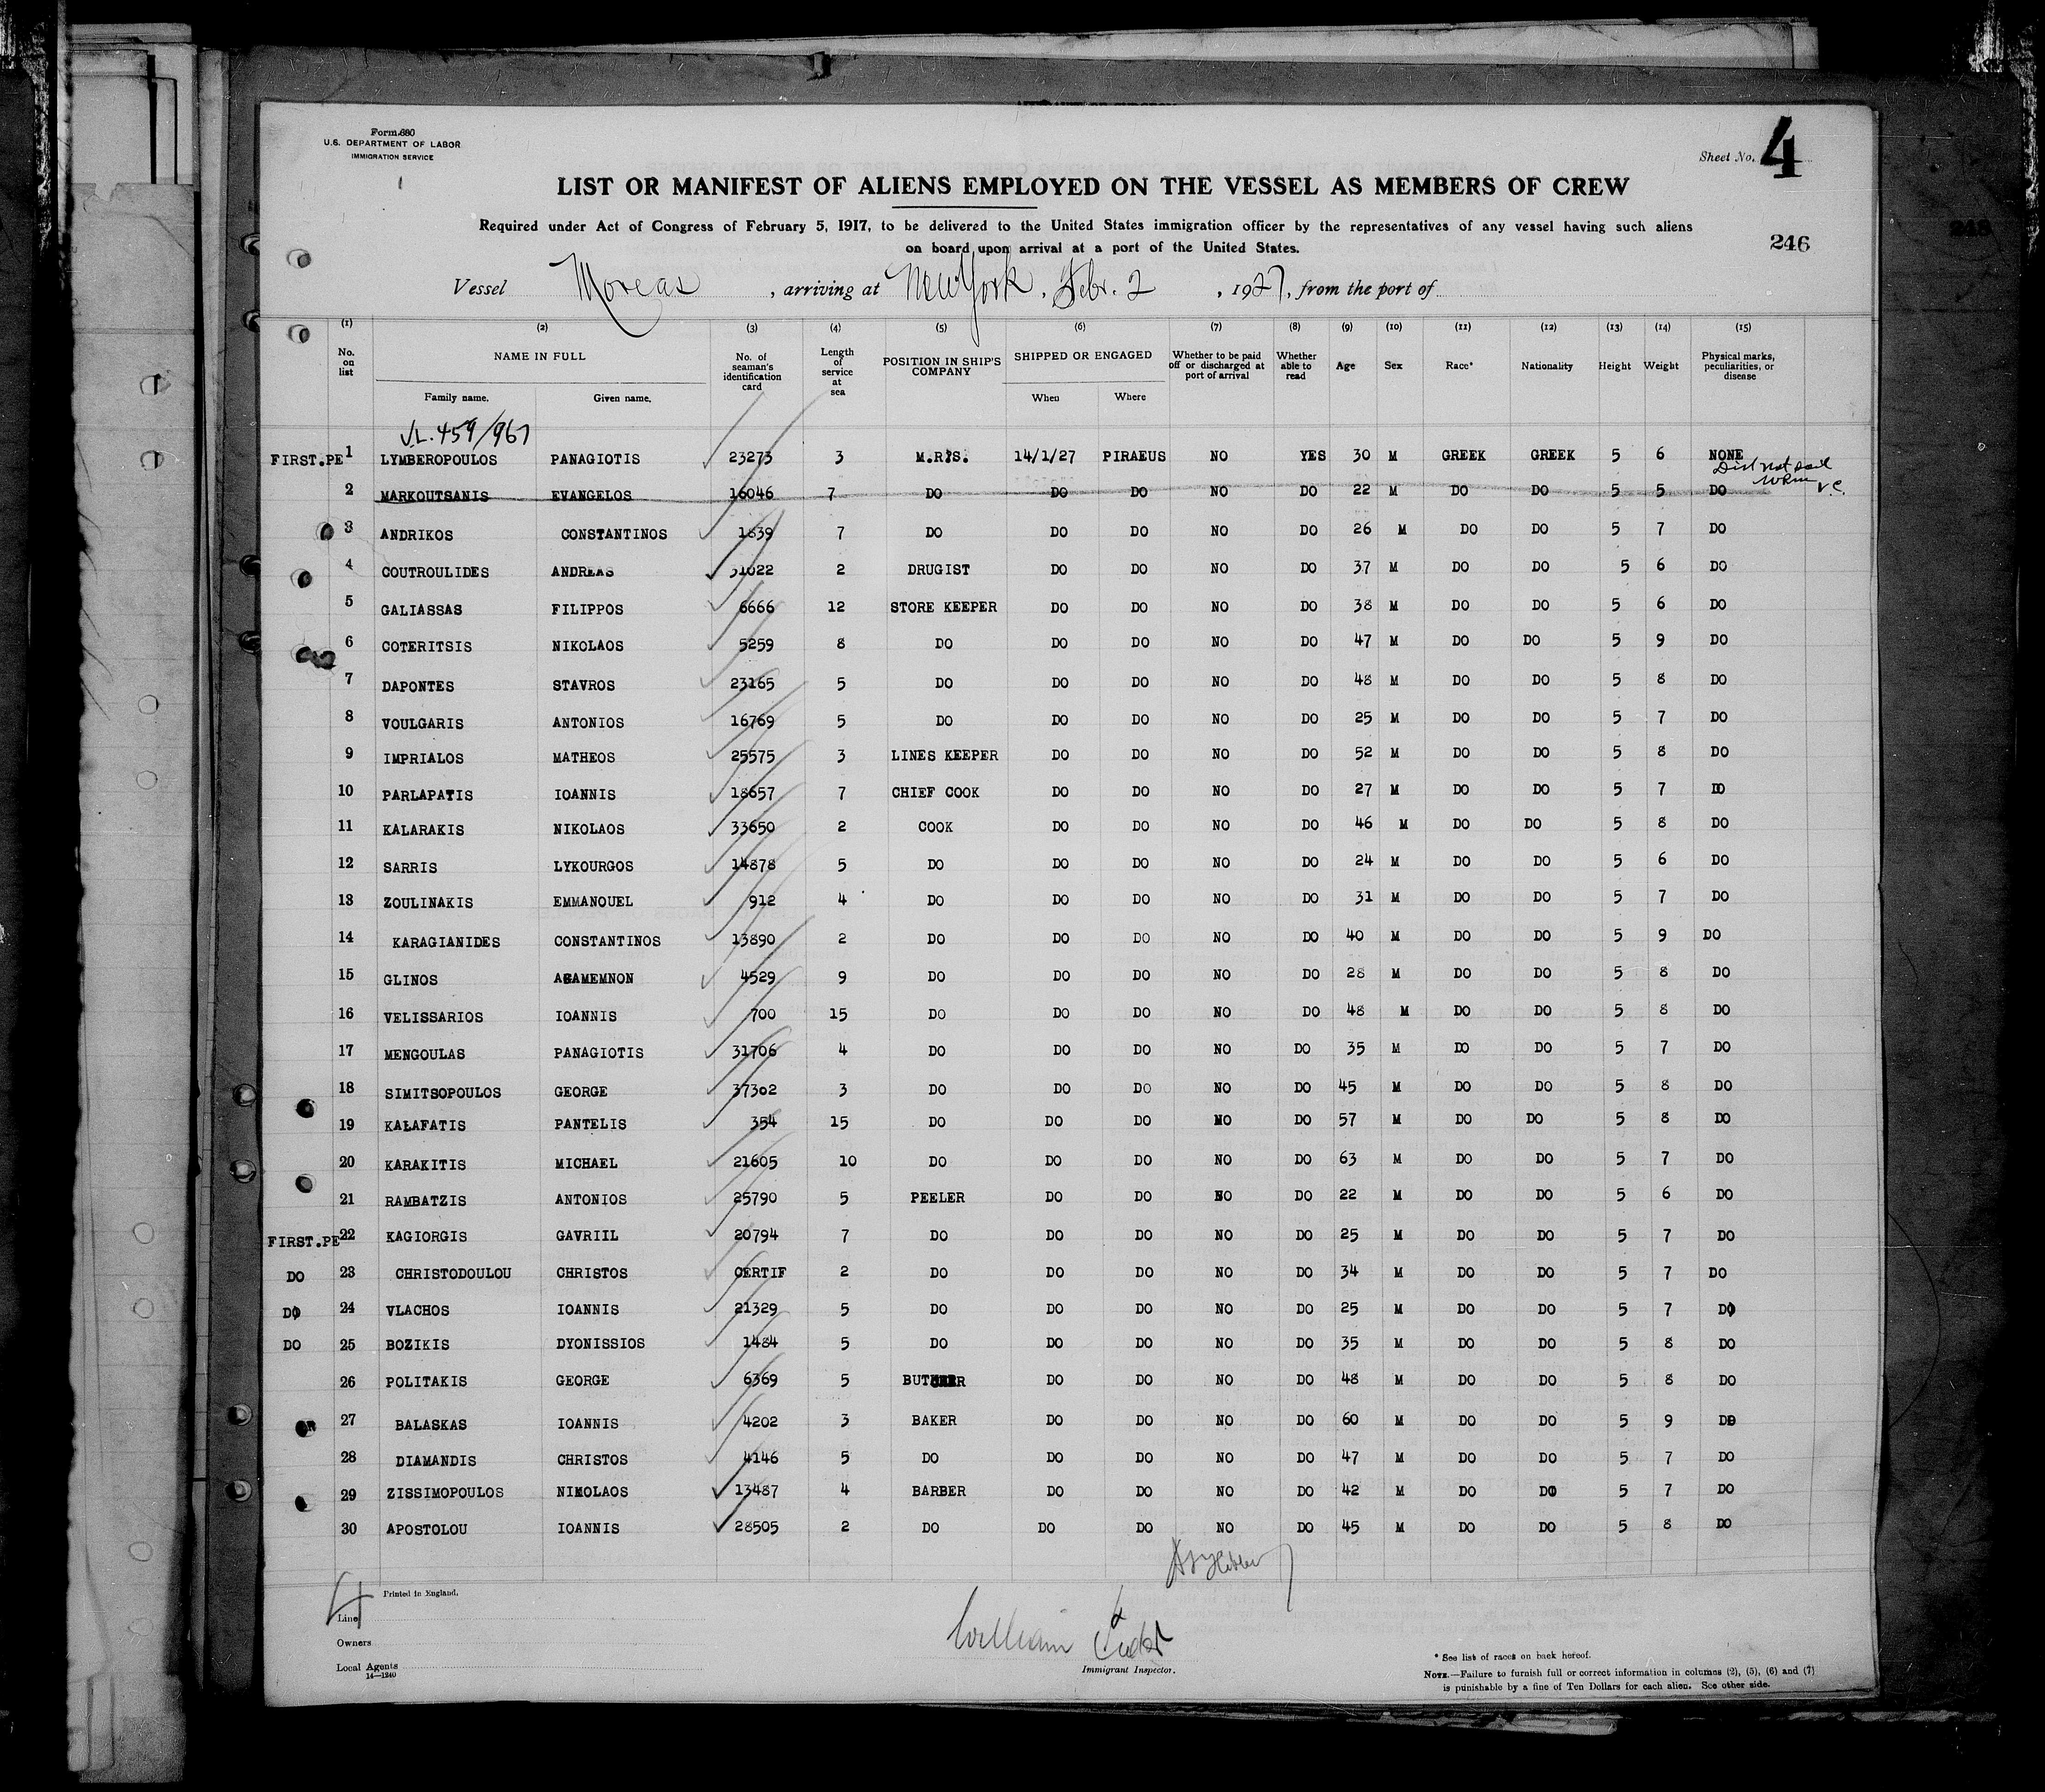 Form 680
U.S. DEPARTMENT OF LABOR
IMMIGRATION SERVICE
Sheet No. 4
LIST OR MANIFEST OF ALIENS EMPLOYED ON THE VESSEL AS MEMBERS OF CREW
Required under Act of Congress of February 5, 1917, to be delivered to the United States immigration officer by the representatives of any vessel having such aliens
on board upon arrival at a port of the United States.
246
Vessel Moreas, arriving at New York, Febr. 2, 1927, from the port of
(1) (2) (3) (4) (5) (6) (7) (8) (9) (10) (11) (12) (13) (14) (15)
No. on list NAME IN FULL No. of seaman's identification card Length of service at sea POSITION IN SHIP'S COMPANY SHIPPED OR ENGAGED Whether to be paid off or discharged at port of arrival Whether able to read Age Sex Race* Nationality Height Weight Physical marks, peculiarities, or disease
Family name. Given name. When Where
459/967
FIRST.PE 1 LYMBEROPOULOS PANAGIOTIS 23273 3 M.R.S. 14/1/27 PIRAEUS NO YES 30 M GREEK GREEK 5 6 NONE
Did not sail
2 MARKOUTSANIS EVANGELOS 16046 7 DO DO DO NO DO 22 M DO DO 5 5 DO
3 ANDRIKOS CONSTANTINOS 1839 7 DO DO DO NO DO 26 M DO DO 5 7 DO
4 COUTROULIDES ANDREAS 31022 2 DRUGIST DO DO NO DO 37 M DO DO 5 6 DO
5 GALIASSAS FILIPPOS 6666 12 STORE KEEPER DO DO NO DO 38 M DO DO 5 6 DO
6 COTERITSIS NIKOLAOS 5259 8 DO DO DO NO DO 47 M DO DO 5 9 DO
7 DAPONTES STAVROS 23165 5 DO DO DO NO DO 48 M DO DO 5 8 DO
8 VOULGARIS ANTONIOS 16769 5 DO DO DO NO DO 25 M DO DO 5 7 DO
9 IMPRIALOS MATHEOS 25575 3 LINES KEEPER DO DO NO DO 52 M DO DO 5 8 DO
10 PARLAPATIS IOANNIS 18657 7 CHIEF COOK DO DO NO DO 27 M DO DO 5 7 DO
11 KALARAKIS NIKOLAOS 33650 2 COOK DO DO NO DO 46 M DO DO 5 8 DO
12 SARRIS LYKOURGOS 14878 5 DO DO DO NO DO 24 M DO DO 5 6 DO
13 ZOULINAKIS EMMANOUEL 912 4 DO DO DO NO DO 31 M DO DO 5 7 DO
14 KARAGIANIDES CONSTANTINOS 13890 2 DO DO DO NO DO 40 M DO DO 5 9 DO
15 GLINOS AGAMEMNON 4529 9 DO DO DO NO DO 28 M DO DO 5 8 DO
16 VELISSARIOS IOANNIS 700 15 DO DO DO NO DO 48 M DO DO 5 8 DO
17 MENGOULAS PANAGIOTIS 31706 4 DO DO DO NO DO 35 M DO DO 5 7 DO
18 SIMITSOPOULOS GEORGE 37302 3 DO DO DO NO DO 45 M DO DO 5 8 DO
19 KALAFATIS PANTELIS 354 15 DO DO DO NO DO 57 M DO DO 5 8 DO
20 KARAKITIS MICHAEL 21605 10 DO DO DO NO DO 63 M DO DO 5 7 DO
21 RAMBATZIS ANTONIOS 25790 5 PEELER DO DO NO DO 22 M DO DO 5 6 DO
FIRST.PE 22 KAGIORGIS GAVRIIL 20794 7 DO DO DO NO DO 25 M DO DO 5 7 DO
DO 23 CHRISTODOULOU CHRISTOS CERTIF 2 DO DO DO NO DO 34 M DO DO 5 7 DO
DO 24 VLACHOS IOANNIS 21329 5 DO DO DO NO DO 25 M DO DO 5 7 DO
DO 25 BOZIKIS DYONISSIOS 1484 5 DO DO DO NO DO 35 M DO DO 5 8 DO
26 POLITAKIS GEORGE 6369 5 BUTCHER DO DO NO DO 48 M DO DO 5 8 DO
27 BALASKAS IOANNIS 4202 3 BAKER DO DO NO DO 60 M DO DO 5 9 DO
28 DIAMANDIS CHRISTOS 4146 5 DO DO DO NO DO 47 M DO DO 5 7 DO
29 ZISSIMOPOULOS NIKOLAOS 13487 4 BARBER DO DO NO DO 42 M DO DO 5 7 DO
30 APOSTOLOU IOANNIS 28505 2 DO DO DO NO DO 45 M DO DO 5 8 DO
4
Printed in England.
Line
Owners
Local Agents
14—1240
William
Immigrant Inspector.
* See list of races on back hereof.
NOTE.—Failure to furnish full or correct information in columns (2), (5), (6) and (7)
is punishable by a fine of Ten Dollars for each alien. See other side.